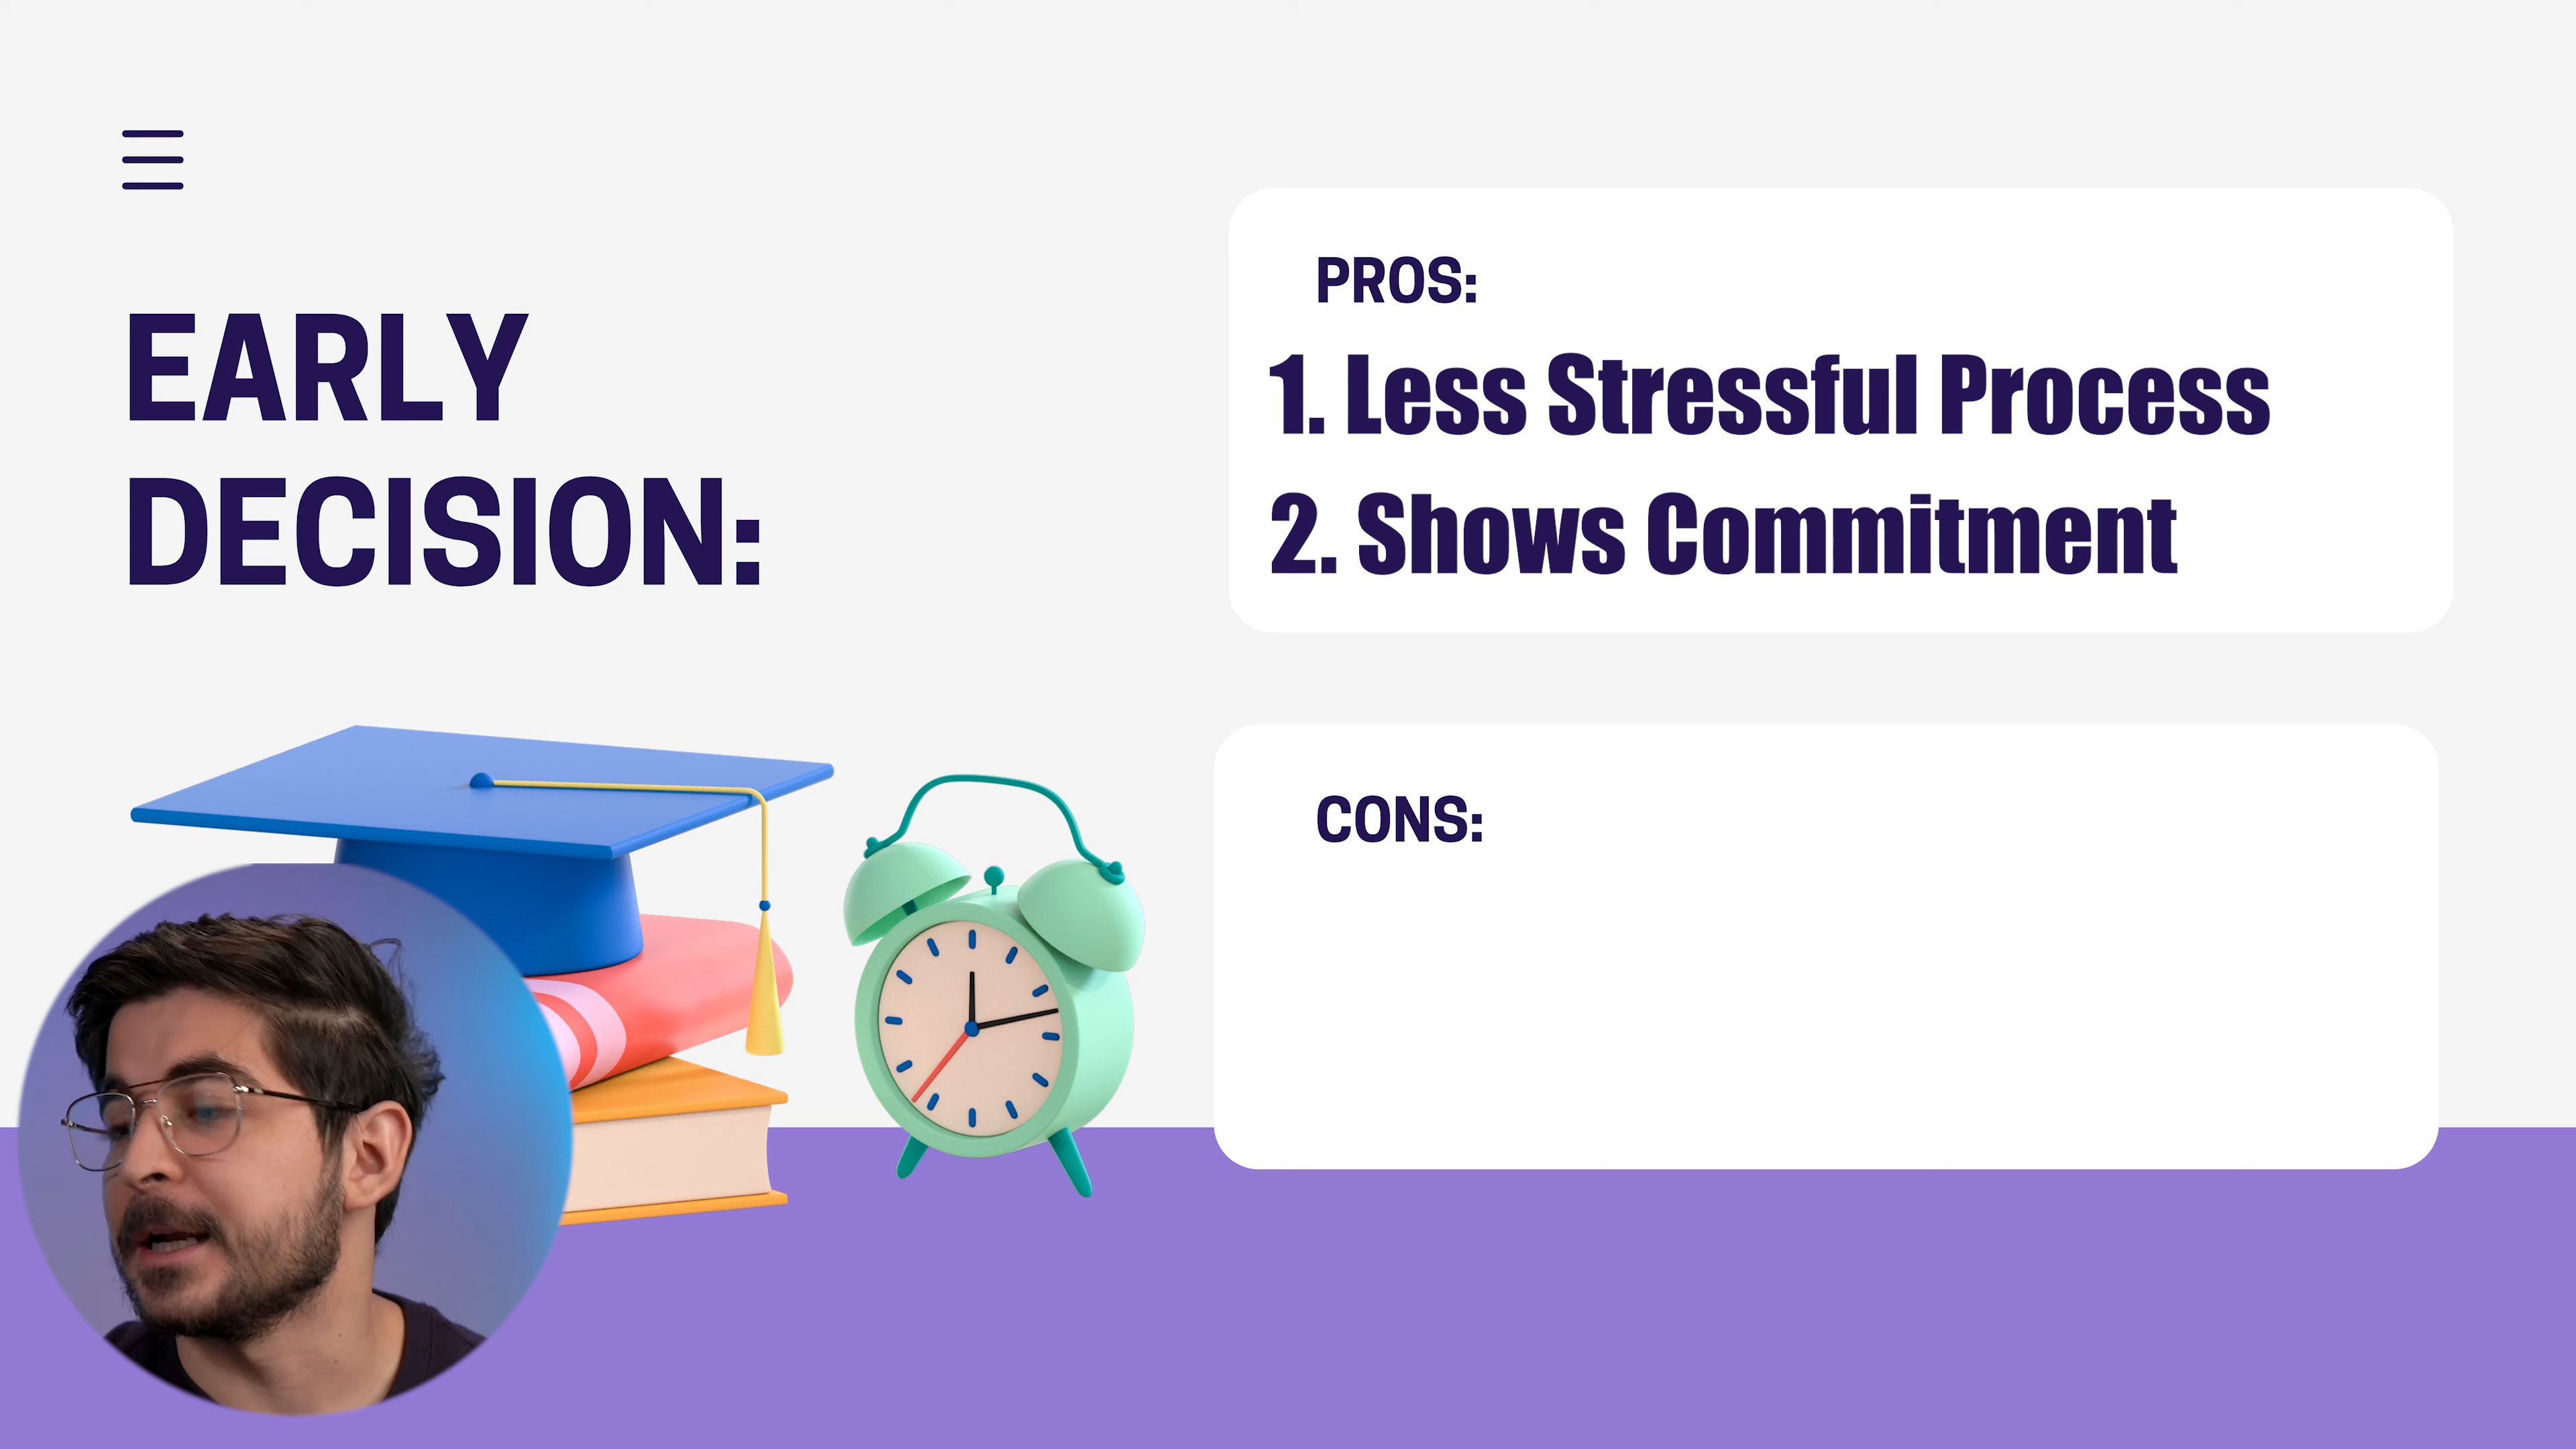 EARLY
DECISION:
PROS:
1. Less Stressful Process
2. Shows Commitment
CONS: